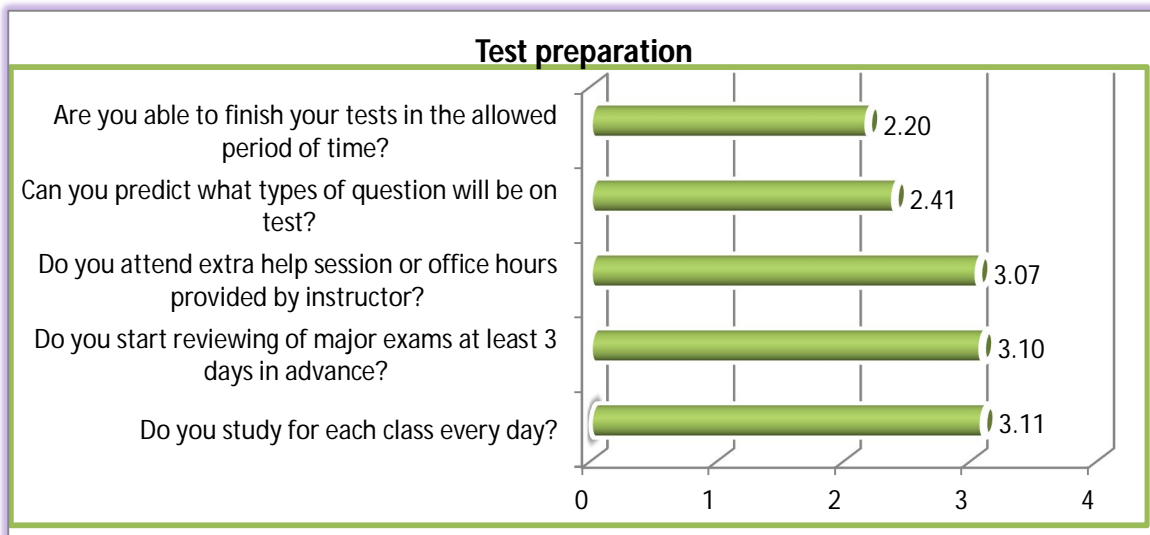 Test preparation
Are you able to finish your tests in the allowed
period of time?
2.20
Can you predict what types of question will be on
test?
2.41
Do you attend extra help session or office hours
provided by instructor?
3.07
Do you start reviewing of major exams at least 3
days in advance?
3.10
Do you study for each class every day?
3.11
0 1 2 3 4